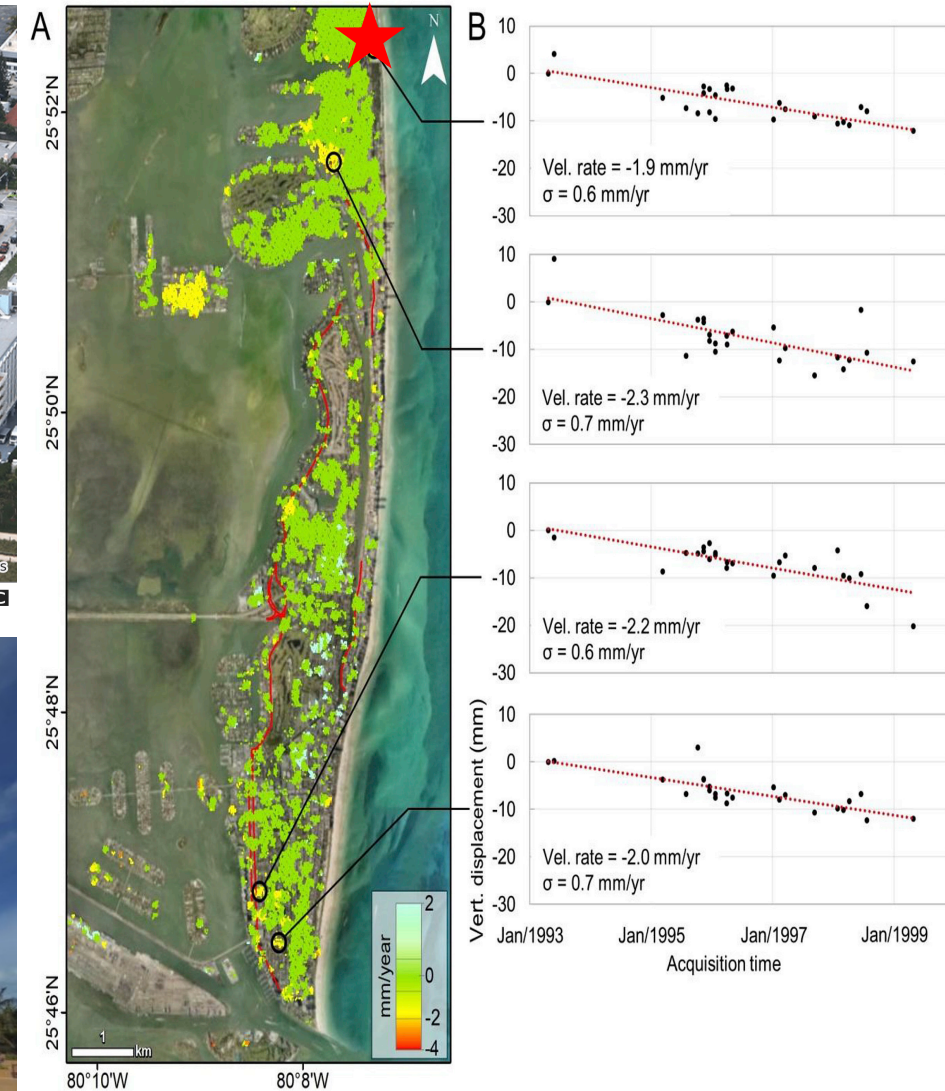 A
N
25°52'N
25°50'N
25°48'N
25°46'N
80°10'W
80°8'W
1
km
mm/year
2
0
-2
-4
B
10
0
-10
-20
-30
Vel. rate = -1.9 mm/yr
σ = 0.6 mm/yr
10
0
-10
-20
-30
Vel. rate = -2.3 mm/yr
σ = 0.7 mm/yr
0
-10
-20
-30
Vel. rate = -2.2 mm/yr
σ = 0.6 mm/yr
10
0
-10
-20
-30
Vel. rate = -2.0 mm/yr
σ = 0.7 mm/yr
Vert. displacement (mm)
Jan/1993
Jan/1995
Jan/1997
Jan/1999
Acquisition time
s
C